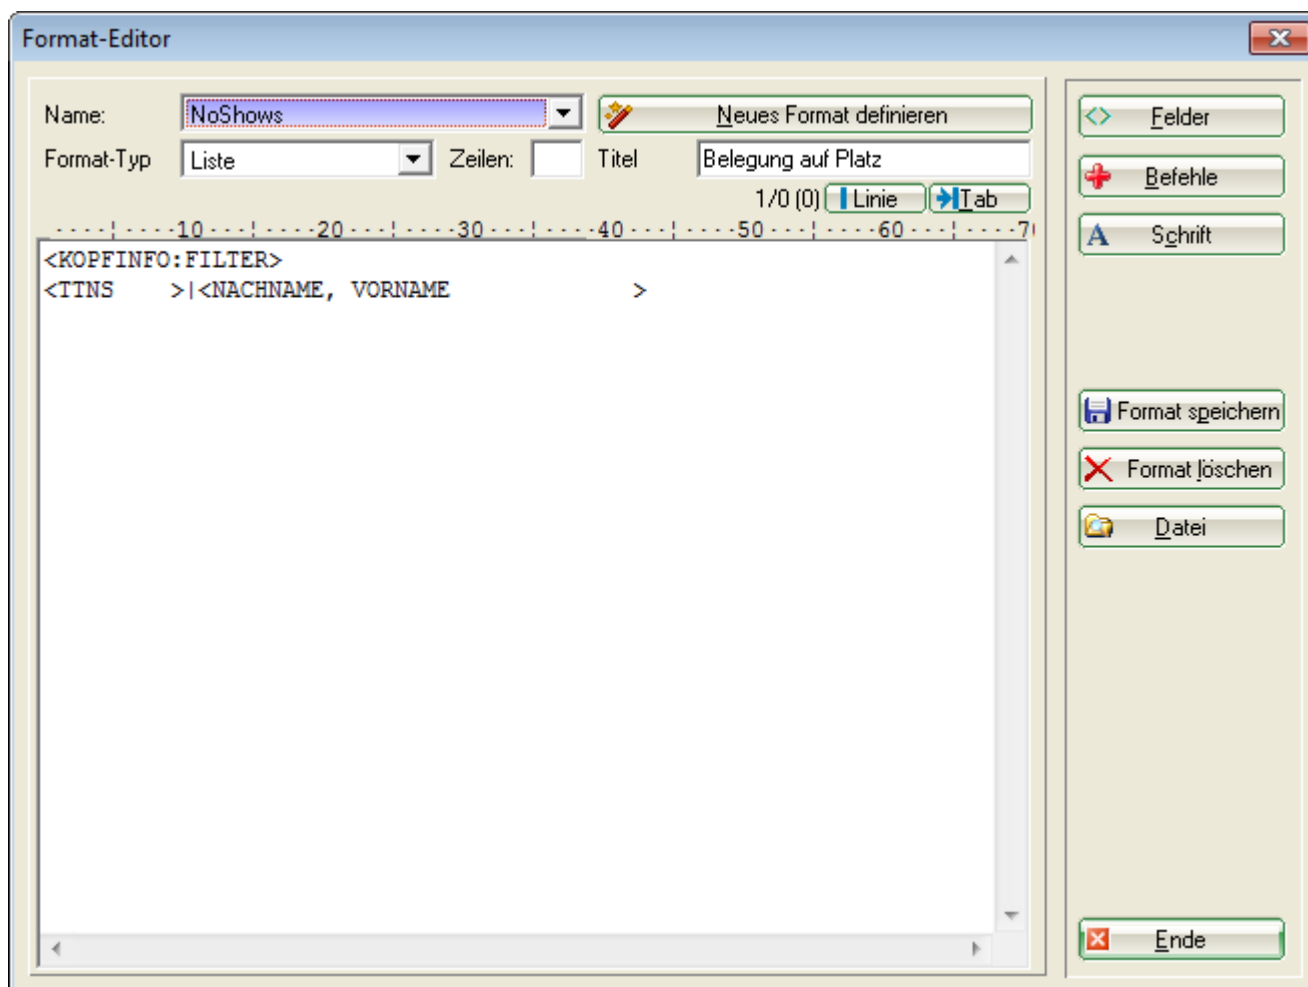 Format-Editor
Name: NoShows Neues Format definieren
Format-Typ Liste Zeilen: Titel Belegung auf Platz
1/0 (0) Linie Tab
....¦....10...¦....20...¦....30...¦....40...¦....50...¦....60...¦....70
<KOPFINFO:FILTER>
<TTNS    >|<NACHNAME, VORNAME             >
Felder
Befehle
Schrift
Format speichern
Format löschen
Datei
Ende